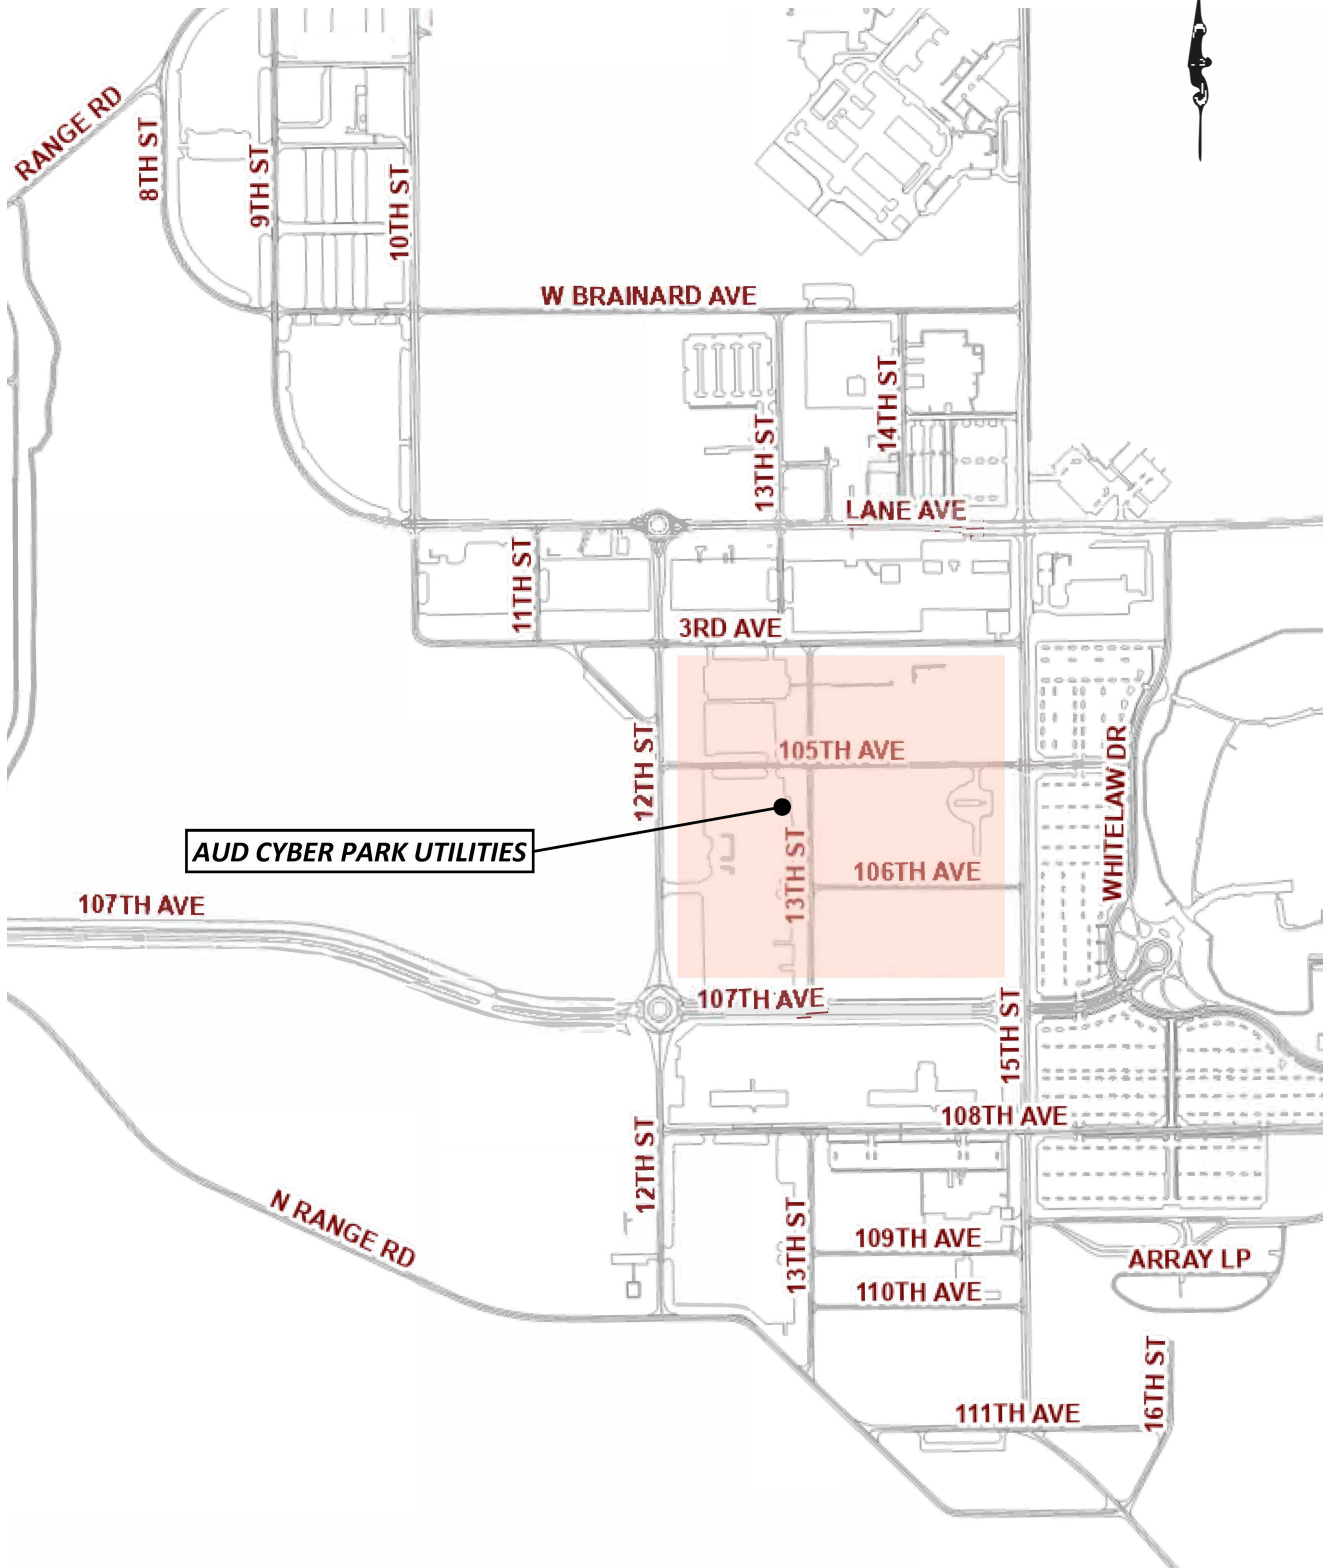 RANGE RD
8TH ST
9TH ST
10TH ST
W BRAINARD AVE
14TH ST
13TH ST
LANE AVE
11TH ST
3RD AVE
12TH ST
105TH AVE
WHITELAW DR
AUD CYBER PARK UTILITIES
13TH ST
106TH AVE
107TH AVE
107TH AVE
15TH ST
108TH AVE
12TH ST
N RANGE RD
13TH ST
109TH AVE
ARRAY LP
110TH AVE
16TH ST
111TH AVE